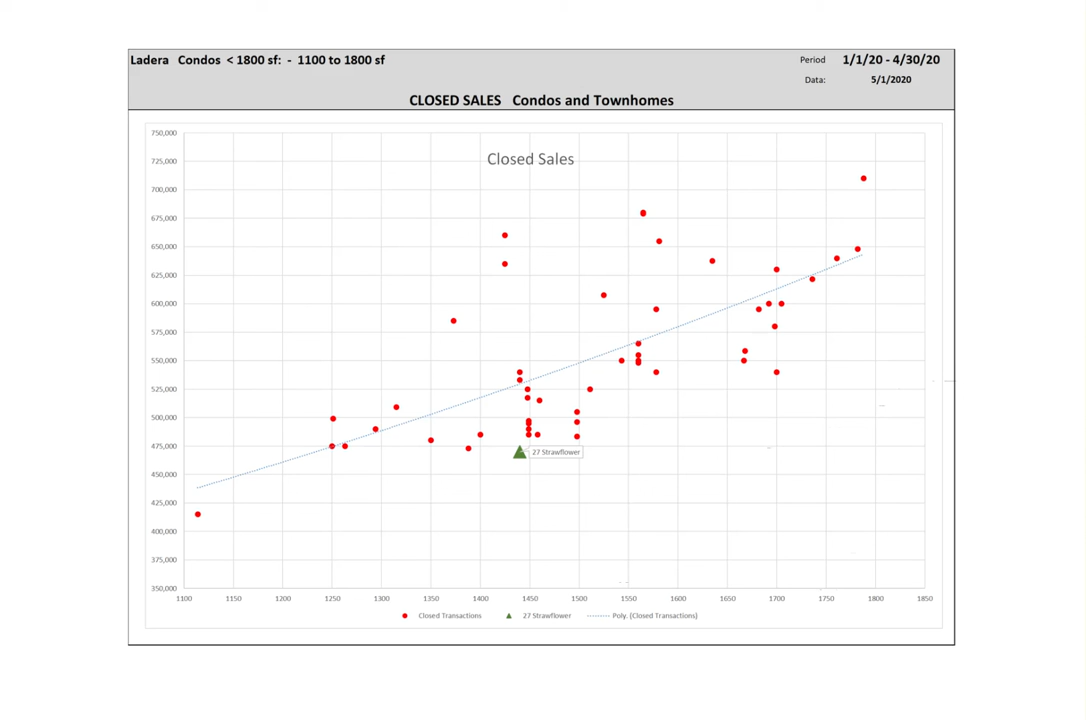 Ladera Condos < 1800 sf: - 1100 to 1800 sf
Period 1/1/20 - 4/30/20
Data: 5/1/2020
CLOSED SALES Condos and Townhomes
Closed Sales
750,000
725,000
700,000
675,000
650,000
625,000
600,000
575,000
550,000
525,000
500,000
475,000
450,000
425,000
400,000
375,000
350,000
27 Strawflower
1100 1150 1200 1250 1300 1350 1400 1450 1500 1550 1600 1650 1700 1750 1800 1850
Closed Transactions 27 Strawflower Poly. (Closed Transactions)